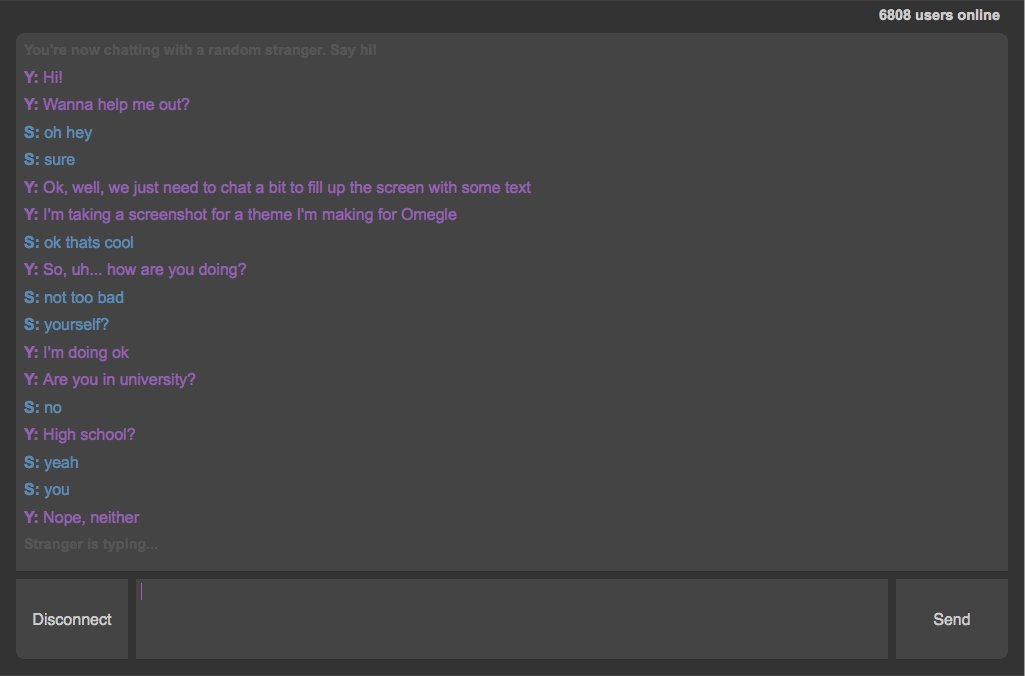 6808 users online
You're now chatting with a random stranger. Say hi!
Y: Hi!
Y: Wanna help me out?
S: oh hey
S: sure
Y: Ok, well, we just need to chat a bit to fill up the screen with some text
Y: I'm taking a screenshot for a theme I'm making for Omegle
S: ok thats cool
Y: So, uh... how are you doing?
S: not too bad
S: yourself?
Y: I'm doing ok
Y: Are you in university?
S: no
Y: High school?
S: yeah
S: you
Y: Nope, neither
Stranger is typing...
Disconnect
Send